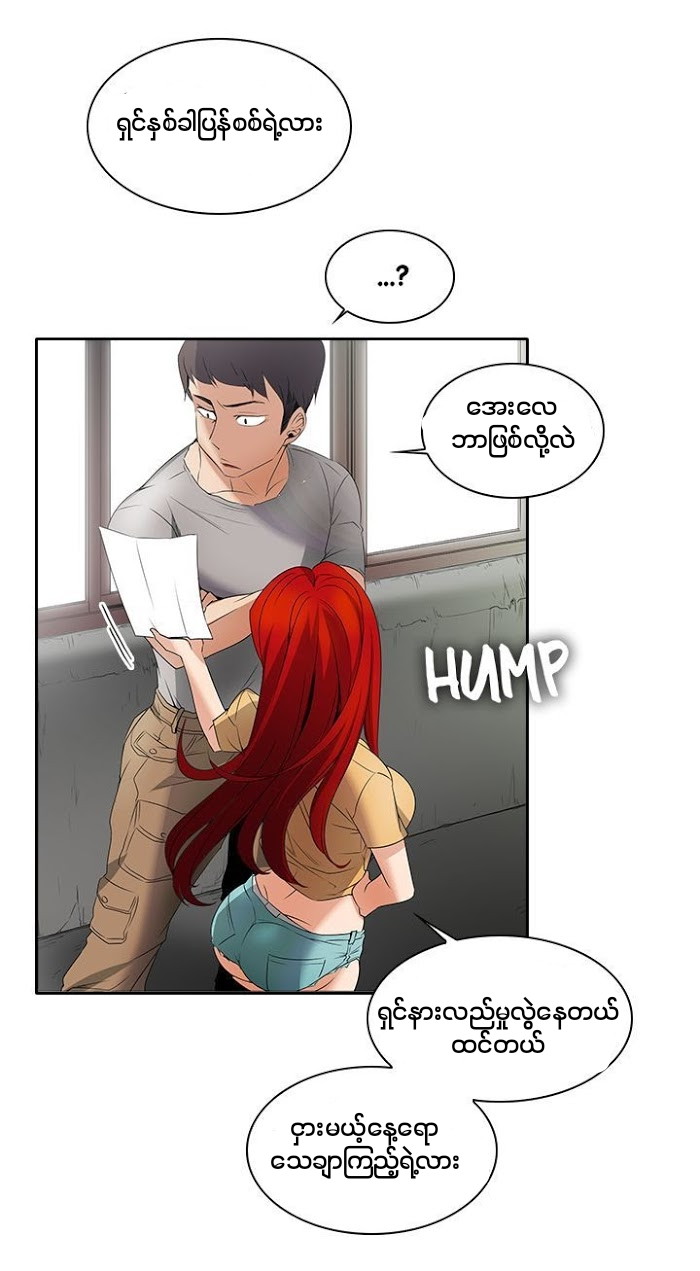 ရှင်နှစ်ခါပြန်စစ်ရဲ့လား
...?
အေးလေ
ဘာဖြစ်လို့လဲ
HUMP
ရှင်နားလည်မှုလွဲနေတယ်
ထင်တယ်
ငှားမယ့်နေ့ရော
သေချာကြည့်ရဲ့လား